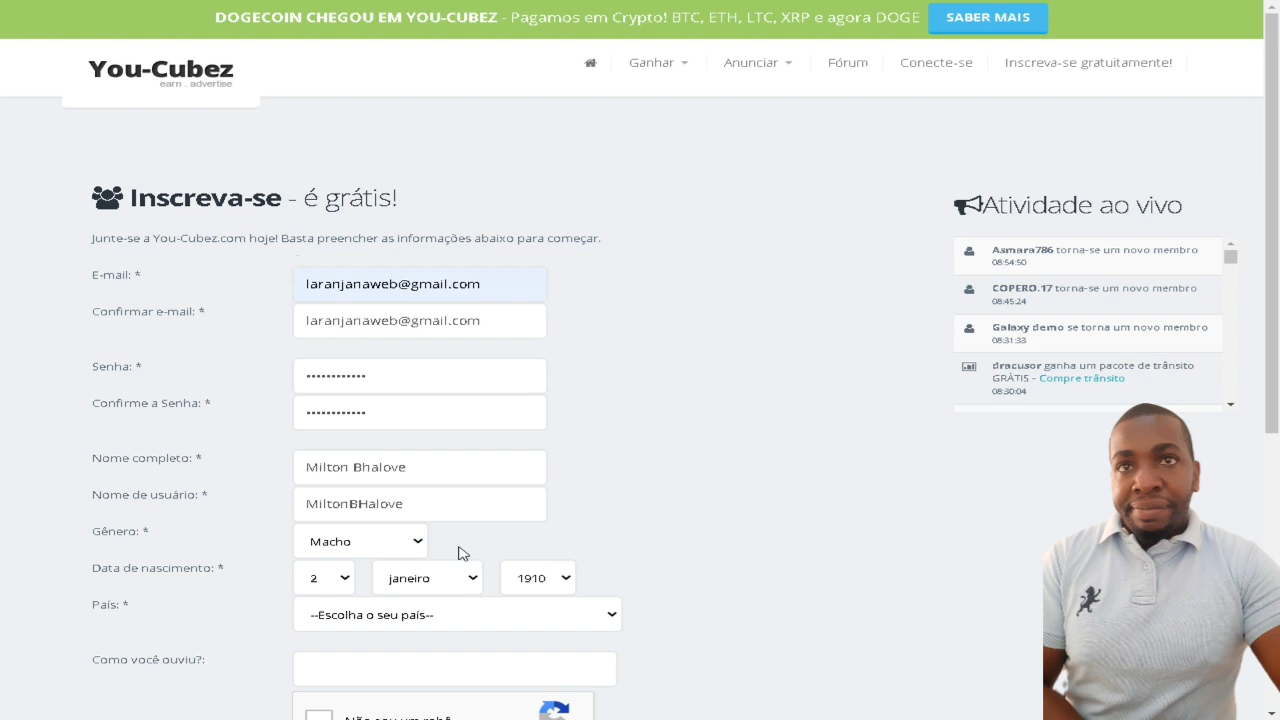 DOGECOIN CHEGOU EM YOU-CUBEZ - Pagamos em Crypto! BTC, ETH, LTC, XRP e agora DOGE SABER MAIS
You-Cubez
earn . advertise
Ganhar Anunciar Fórum Conecte-se Inscreva-se gratuitamente!
Inscreva-se - é grátis!
Junte-se a You-Cubez.com hoje! Basta preencher as informações abaixo para começar.
E-mail: * laranjanaweb@gmail.com
Confirmar e-mail: * laranjanaweb@gmail.com
Senha: * ••••••••••••
Confirme a Senha: * ••••••••••••
Nome completo: * Milton Bhalove
Nome de usuário: * MiltonBHalove
Gênero: * Macho
Data de nascimento: * 2 janeiro 1910
País: * --Escolha o seu país--
Como você ouviu?:
Não sou um robô
Atividade ao vivo
Asmara786 torna-se um novo membro
08:54:50
COPERO.17 torna-se um novo membro
08:45:24
Galaxy demo se torna um novo membro
08:31:33
dracusor ganha um pacote de trânsito
GRÁTIS - Compre trânsito
08:30:04